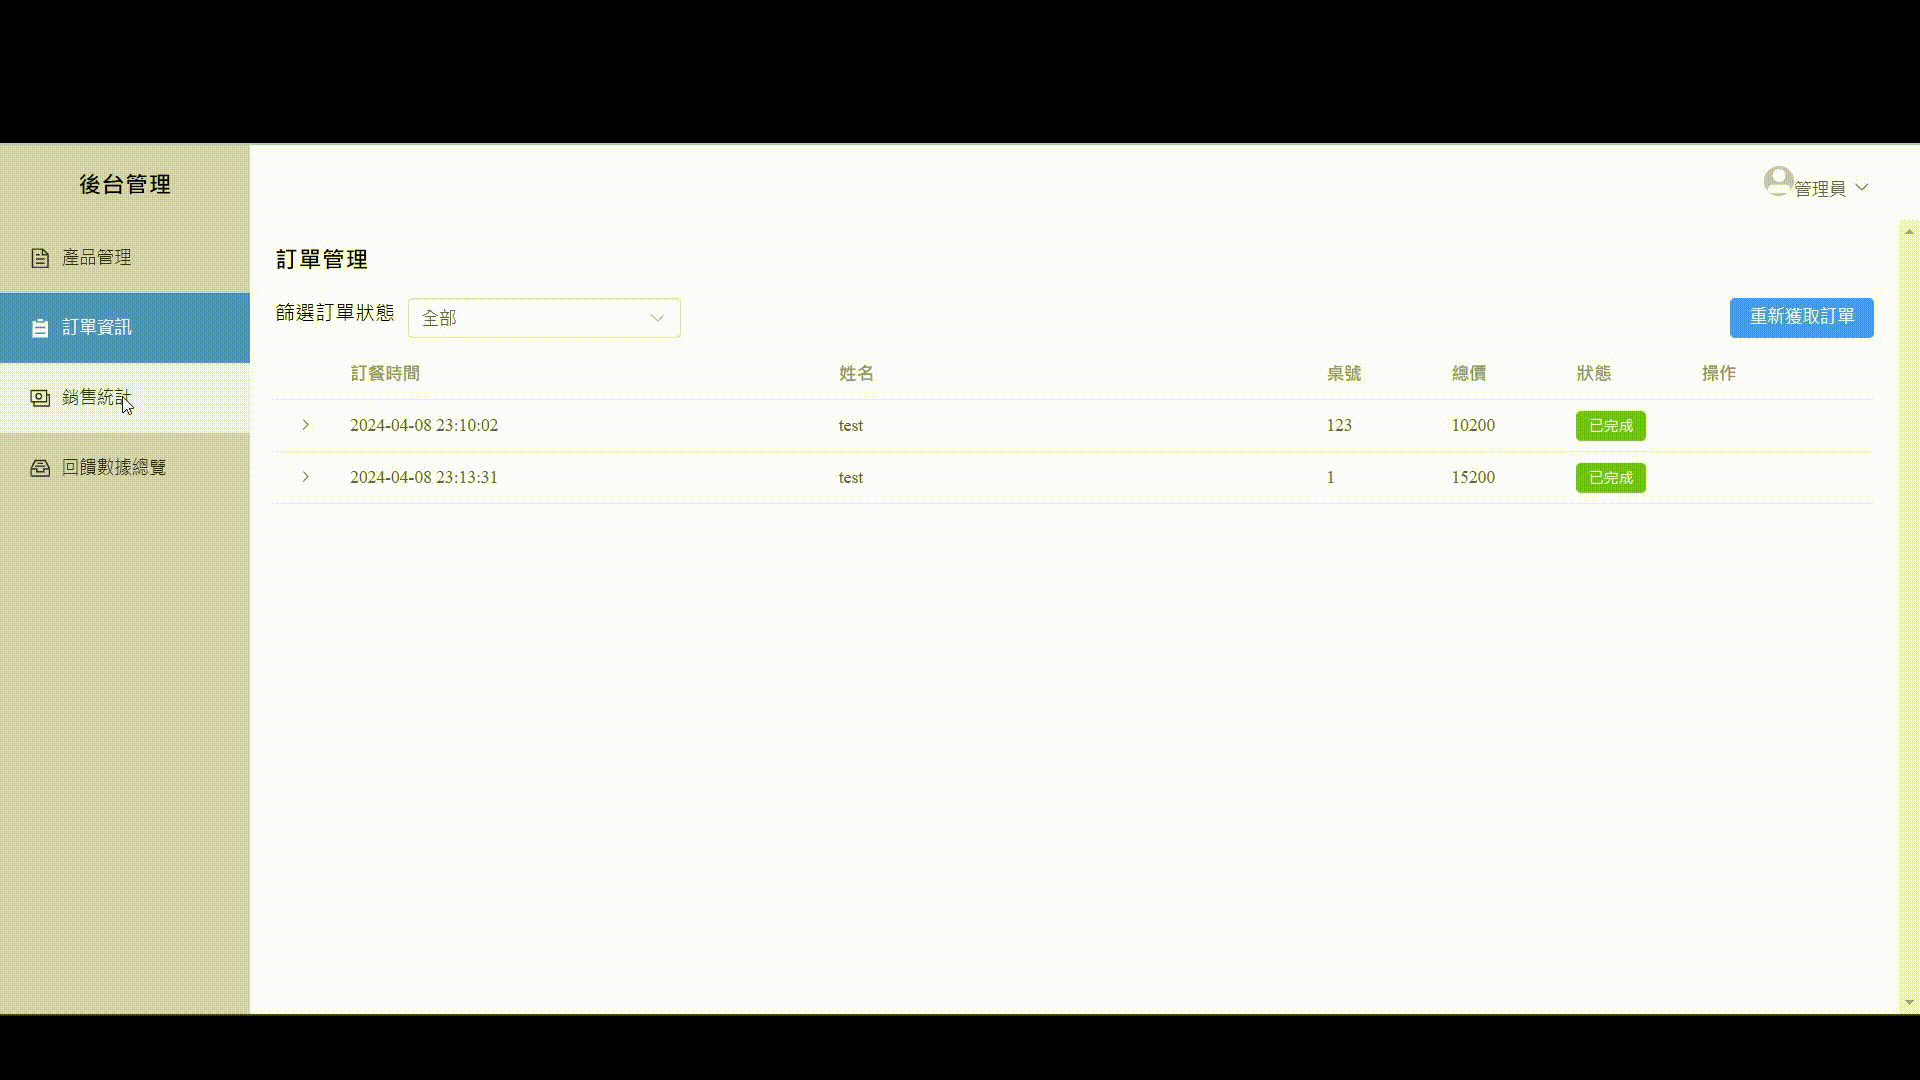 後台管理
管理員
產品管理
訂單資訊
銷售統計
回饋數據總覽
訂單管理
篩選訂單狀態 全部 重新獲取訂單
訂餐時間 姓名 桌號 總價 狀態 操作
2024-04-08 23:10:02 test 123 10200 已完成
2024-04-08 23:13:31 test 1 15200 已完成